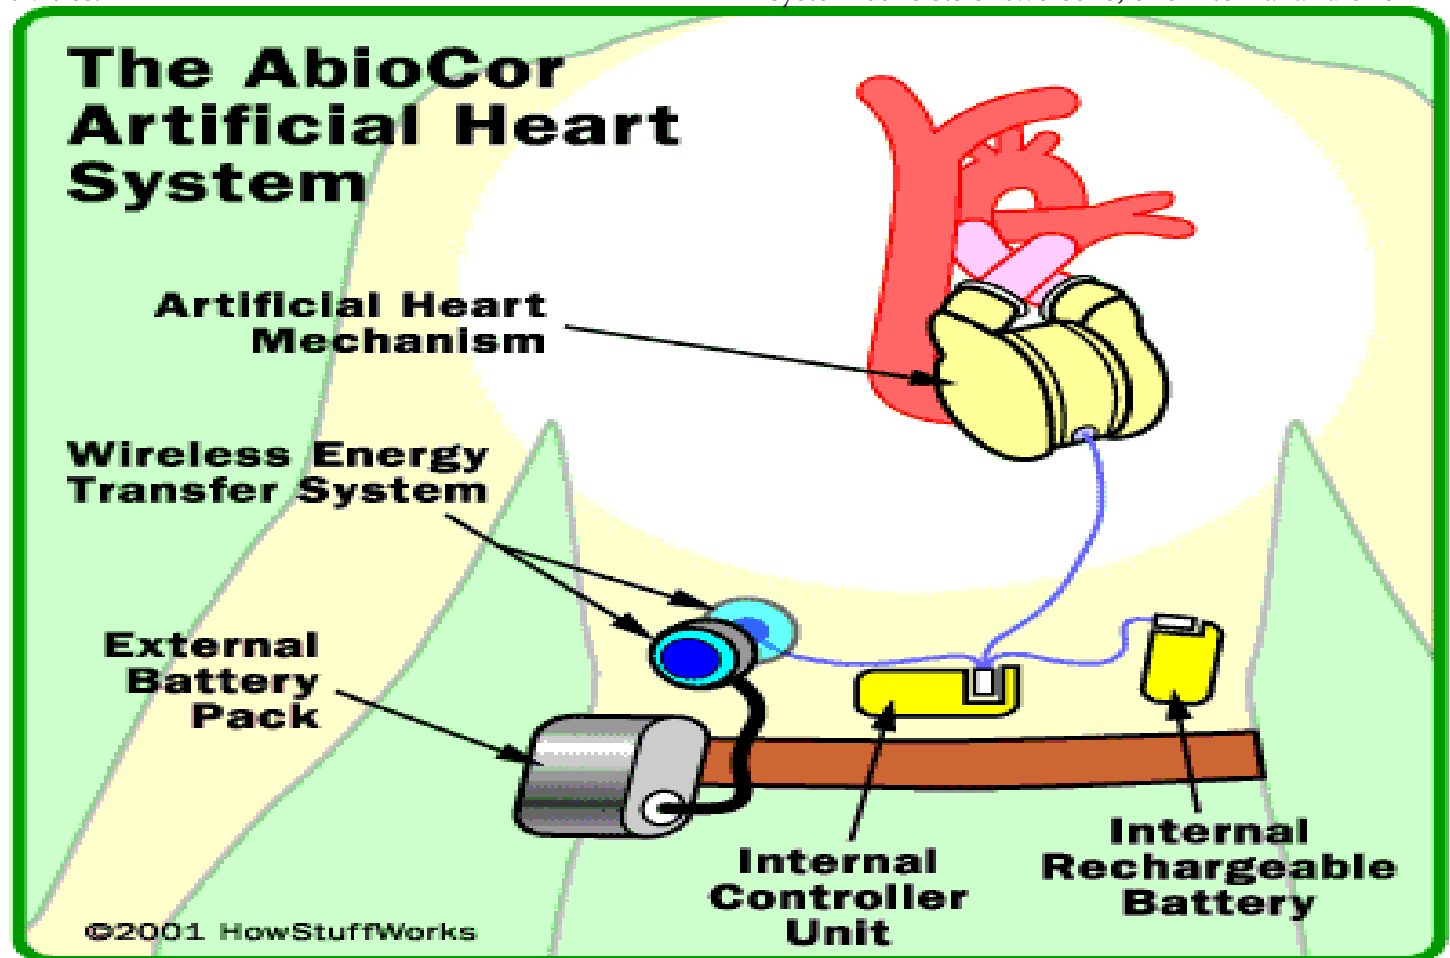 The AbioCor
Artificial Heart
System
Artificial Heart
Mechanism
Wireless Energy
Transfer System
External
Battery
Pack
Internal
Controller
Unit
Internal
Rechargeable
Battery
©2001 HowStuffWorks